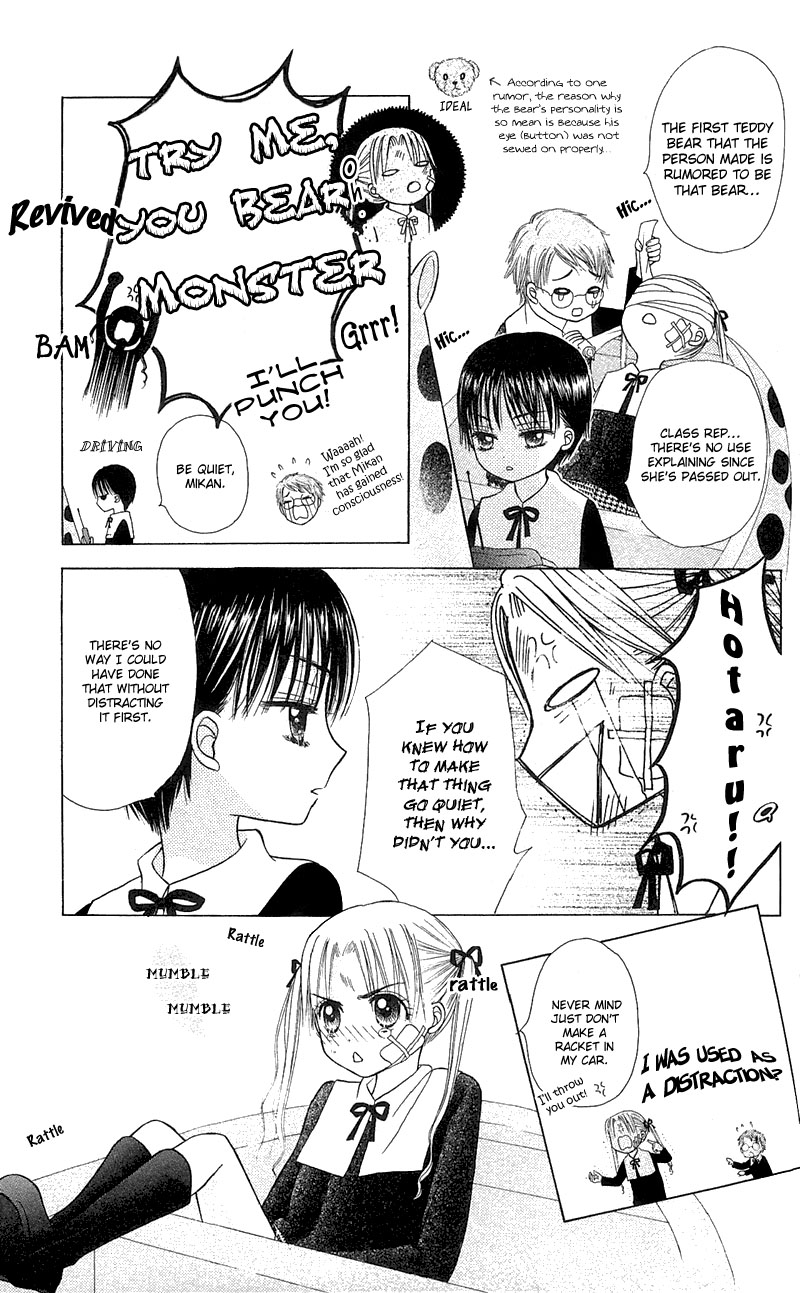 THE FIRST TEDDY
BEAR THAT THE
PERSON MADE IS
RUMORED TO
BE THAT BEAR...
According to one
rumor, the reason why
the bear's personality is
so mean is because his
eye (button) was not
sewed on properly...
IDEAL
Hic...
Hic...
CLASS REP...
THERE'S NO USE
EXPLAINING SINCE
SHE'S PASSED OUT.
TRY ME,
YOU BEAR
MONSTER
Oh.
Revived
BAM
Grrr!
I'LL
PUNCH
YOU!
DRIVING
BE QUIET,
MIKAN.
Waaaah!
I'm so glad
that Mikan
has gained
consciousness!
Hotaru!!
IF YOU
KNEW HOW
TO MAKE
THAT THING
GO QUIET,
THEN WHY
DIDN'T YOU...
THERE'S NO
WAY I COULD
HAVE DONE
THAT WITHOUT
DISTRACTING
IT FIRST.
I WAS USED AS
A DISTRACTION?
NEVER MIND
JUST DON'T
MAKE A
RACKET IN
MY CAR.
I'll throw
you out!
Rattle
rattle
MUMBLE
MUMBLE
Rattle